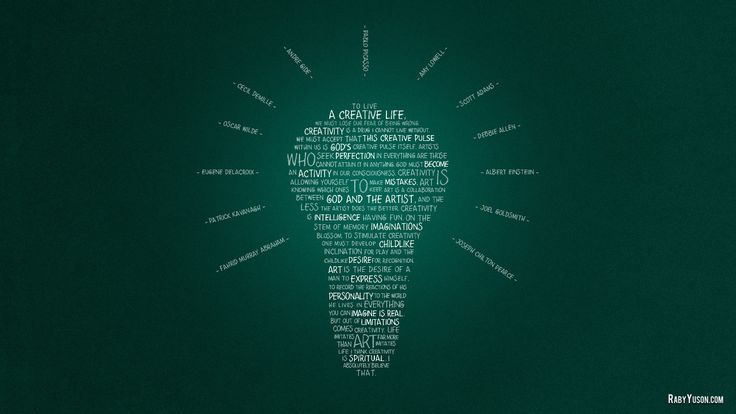 - PABLO PICASSO -
- ANDRE GIDE -
- AMY LOWELL -
- CECIL DEMILLE -
- SCOTT ADAMS -
- OSCAR WILDE -
- DEBBIE ALLEN -
- EUGENE DELACROIX -
- ALBERT EINSTEIN -
- PATRICK KAVANAGH -
- JOEL GOLDSMITH -
- FAHRID MURRAY ABRAHAM -
- JOSEPH CHILTON PEARCE -
TO LIVE
A CREATIVE LIFE,
WE MUST LOSE OUR FEAR OF BEING WRONG.
CREATIVITY IS A DRUG I CANNOT LIVE WITHOUT.
WE MUST ACCEPT THAT THIS CREATIVE PULSE
WITHIN US IS GOD'S CREATIVE PULSE ITSELF. ARTISTS
WHO SEEK PERFECTION IN EVERYTHING ARE THOSE
CANNOT ATTAIN IT IN ANYTHING. GOD MUST BECOME
AN ACTIVITY IN OUR CONSCIOUSNESS. CREATIVITY IS
ALLOWING YOURSELF TO MAKE MISTAKES. ART IS
KNOWING WHICH ONES TO KEEP. ART IS A COLLABORATION
BETWEEN GOD AND THE ARTIST, AND THE
LESS THE ARTIST DOES THE BETTER. CREATIVITY
IS INTELLIGENCE HAVING FUN. ON THE
STEM OF MEMORY IMAGINATIONS
BLOSSOM. TO STIMULATE CREATIVITY
ONE MUST DEVELOP CHILDLIKE
INCLINATION FOR PLAY AND THE
CHILDLIKE DESIRE FOR RECOGNITION.
ART IS THE DESIRE OF A
MAN TO EXPRESS HIMSELF,
TO RECORD THE REACTIONS OF HIS
PERSONALITY TO THE WORLD
HE LIVES IN. EVERYTHING
YOU CAN IMAGINE IS REAL.
BUT OUT OF LIMITATIONS
COMES CREATIVITY. LIFE
IMITATES ART FAR MORE
THAN ART IMITATES
LIFE. I THINK CREATIVITY
IS SPIRITUAL. I
ABSOLUTELY BELIEVE
THAT.
RABYYUSON.COM